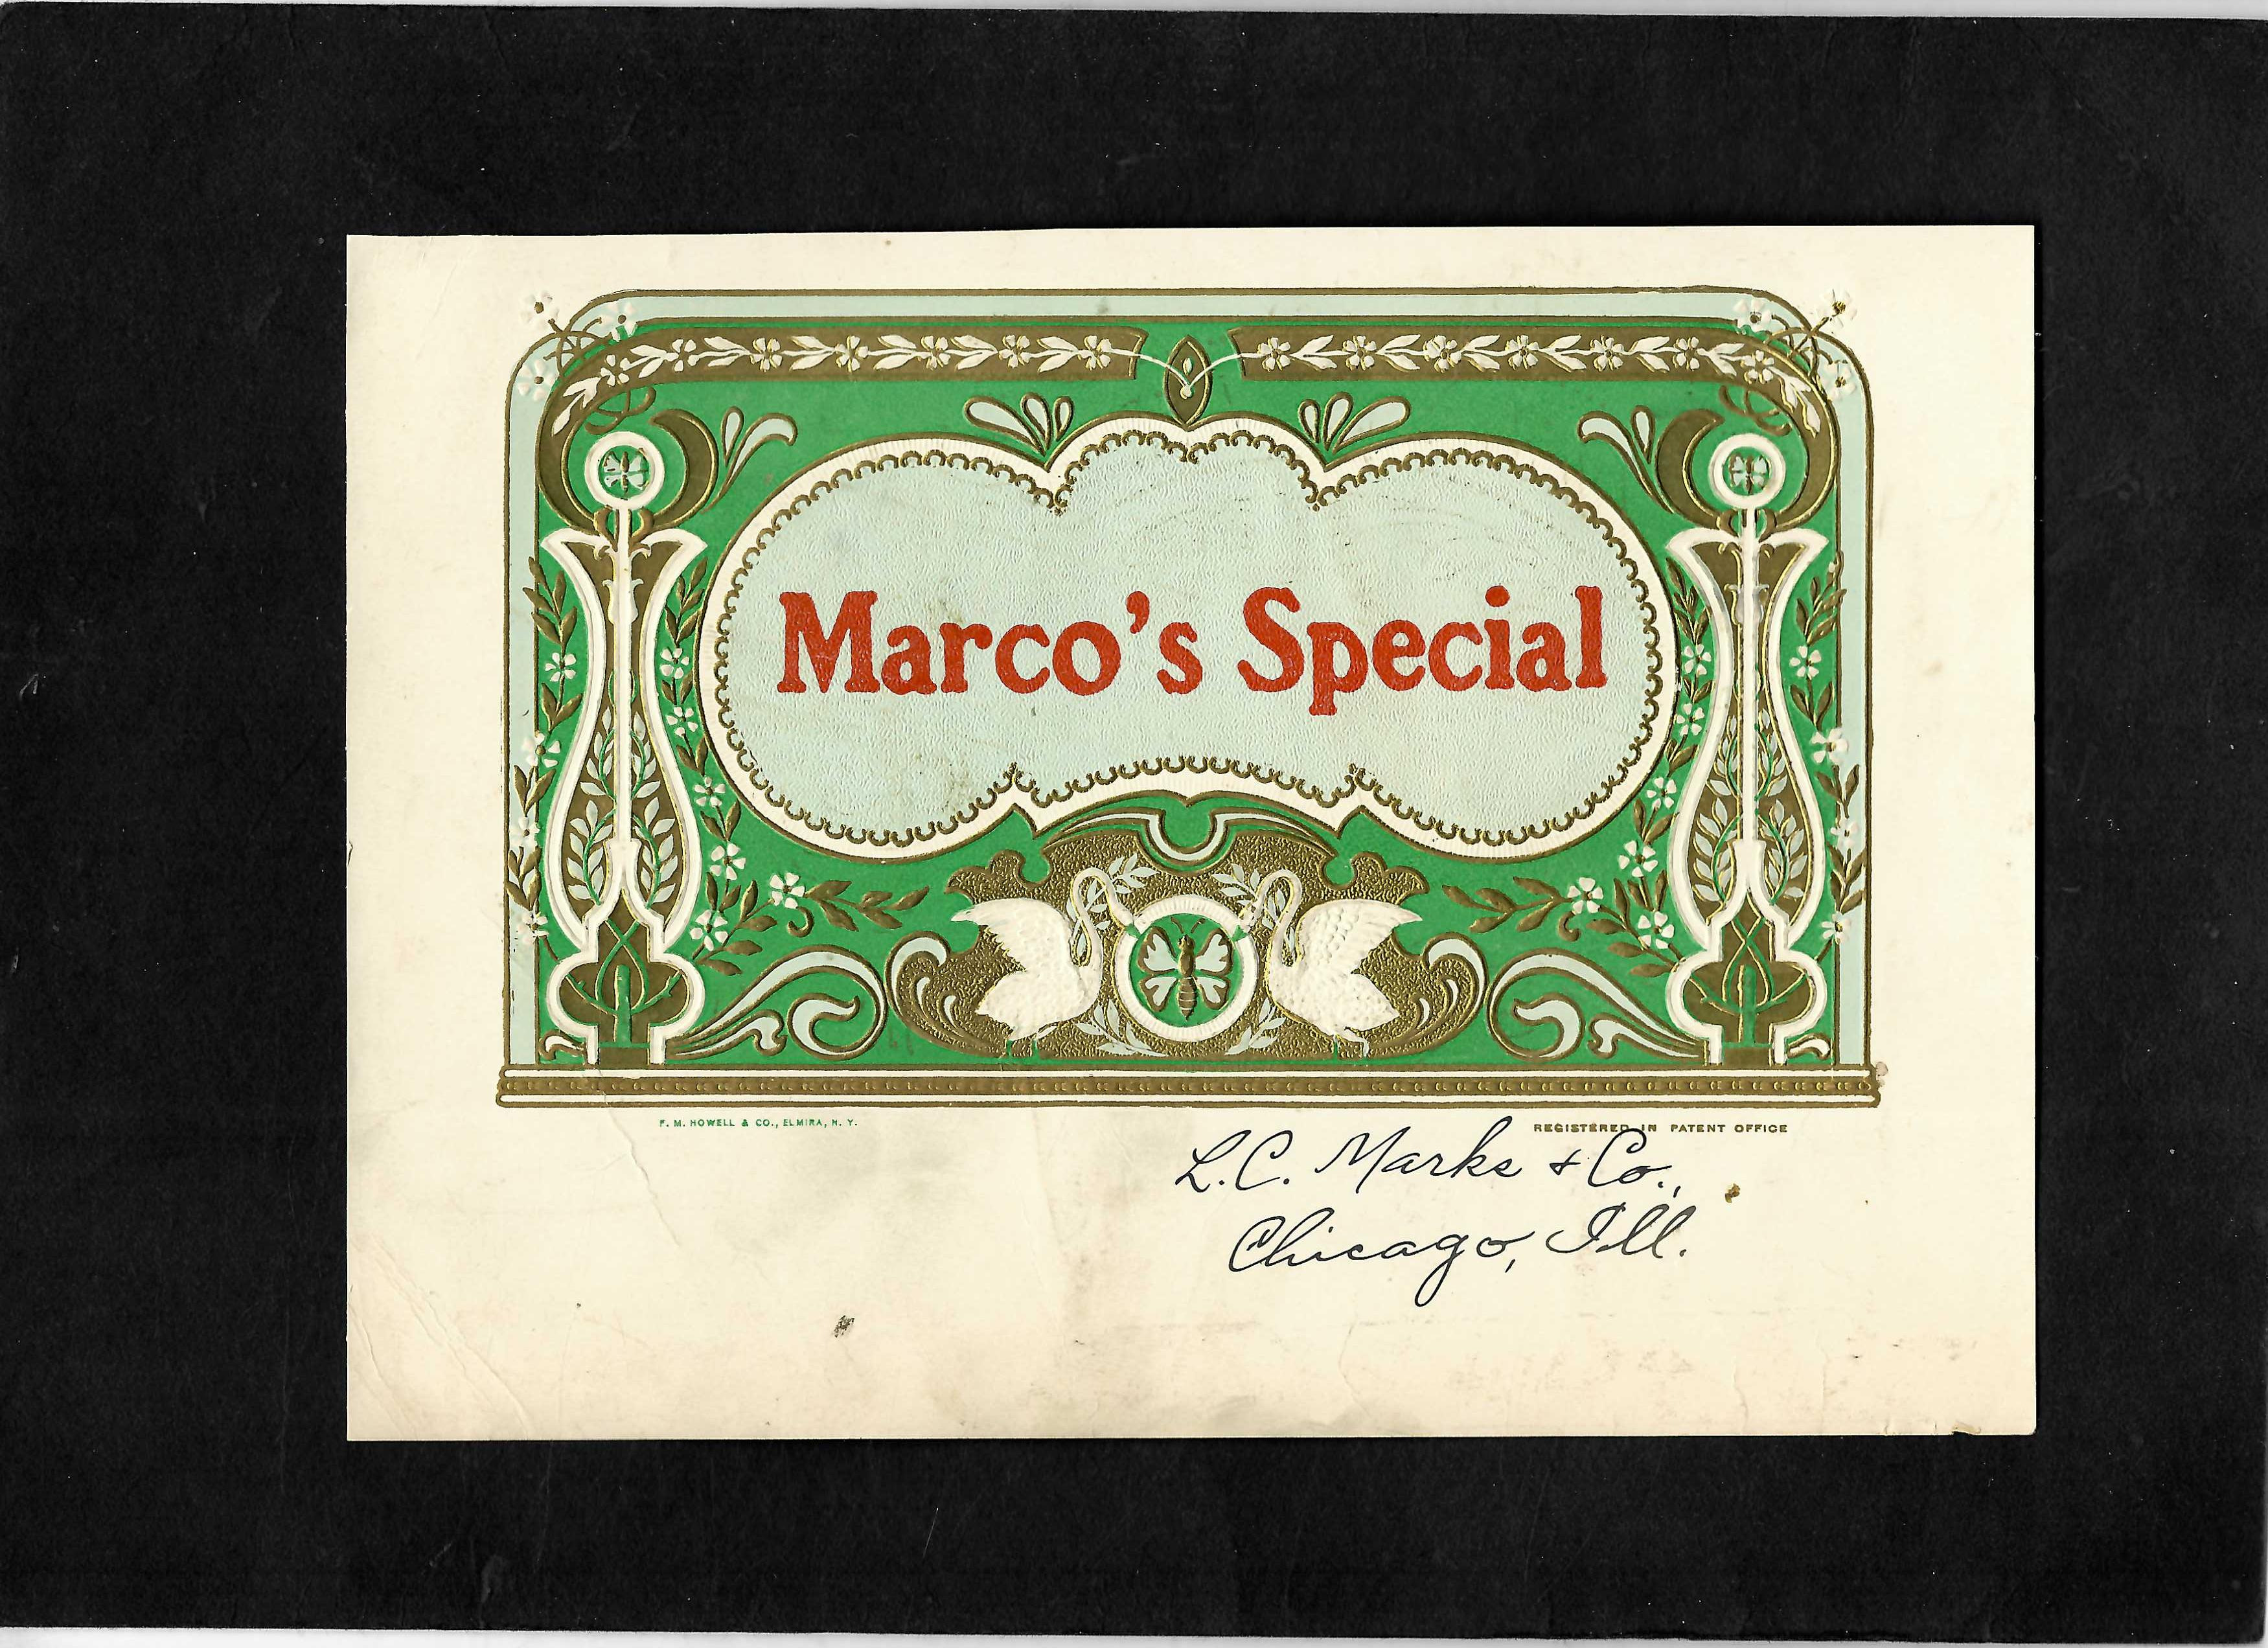 Marco's Special
F. M. HOWELL & CO., ELMIRA, N. Y.
REGISTERED IN PATENT OFFICE
L.C. Marks & Co.,
Chicago, Ill.